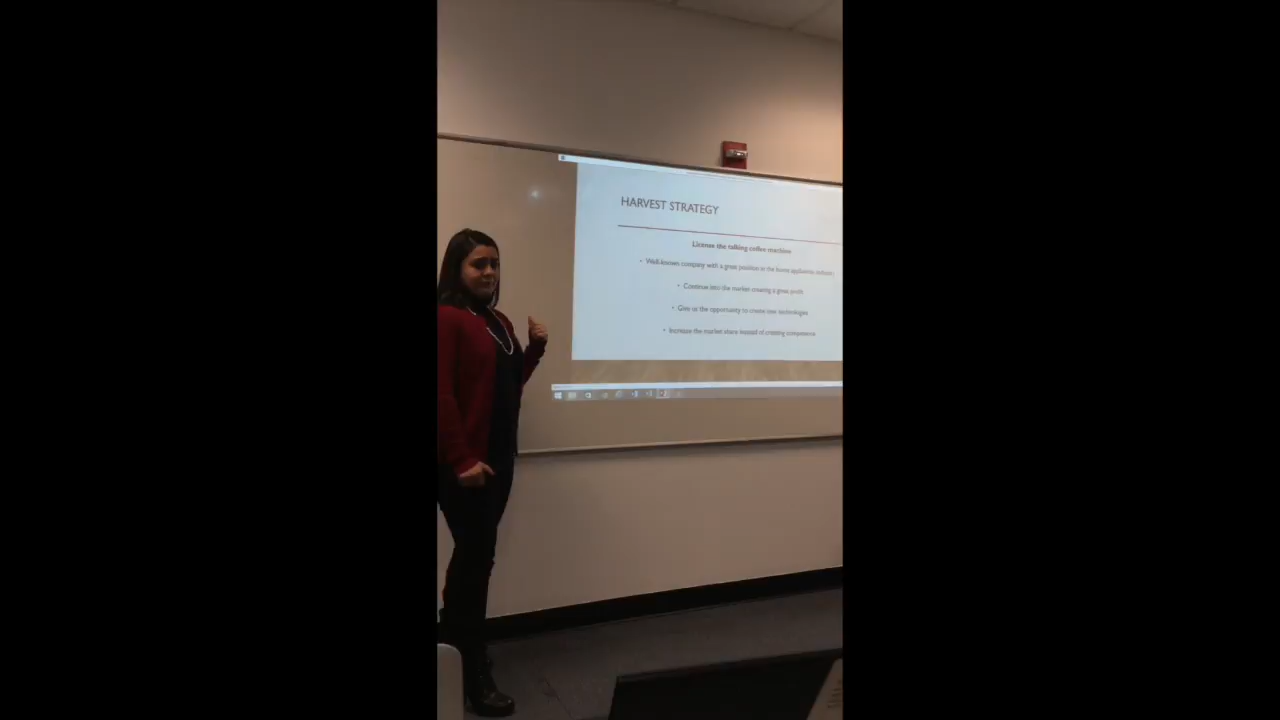 HARVEST STRATEGY
License the talking coffee machine
• Well-known company with a great position in the home appliances industry
• Continue into the market creating a great profit
• Give us the opportunity to create new technologies
• Increase the market share instead of creating competence